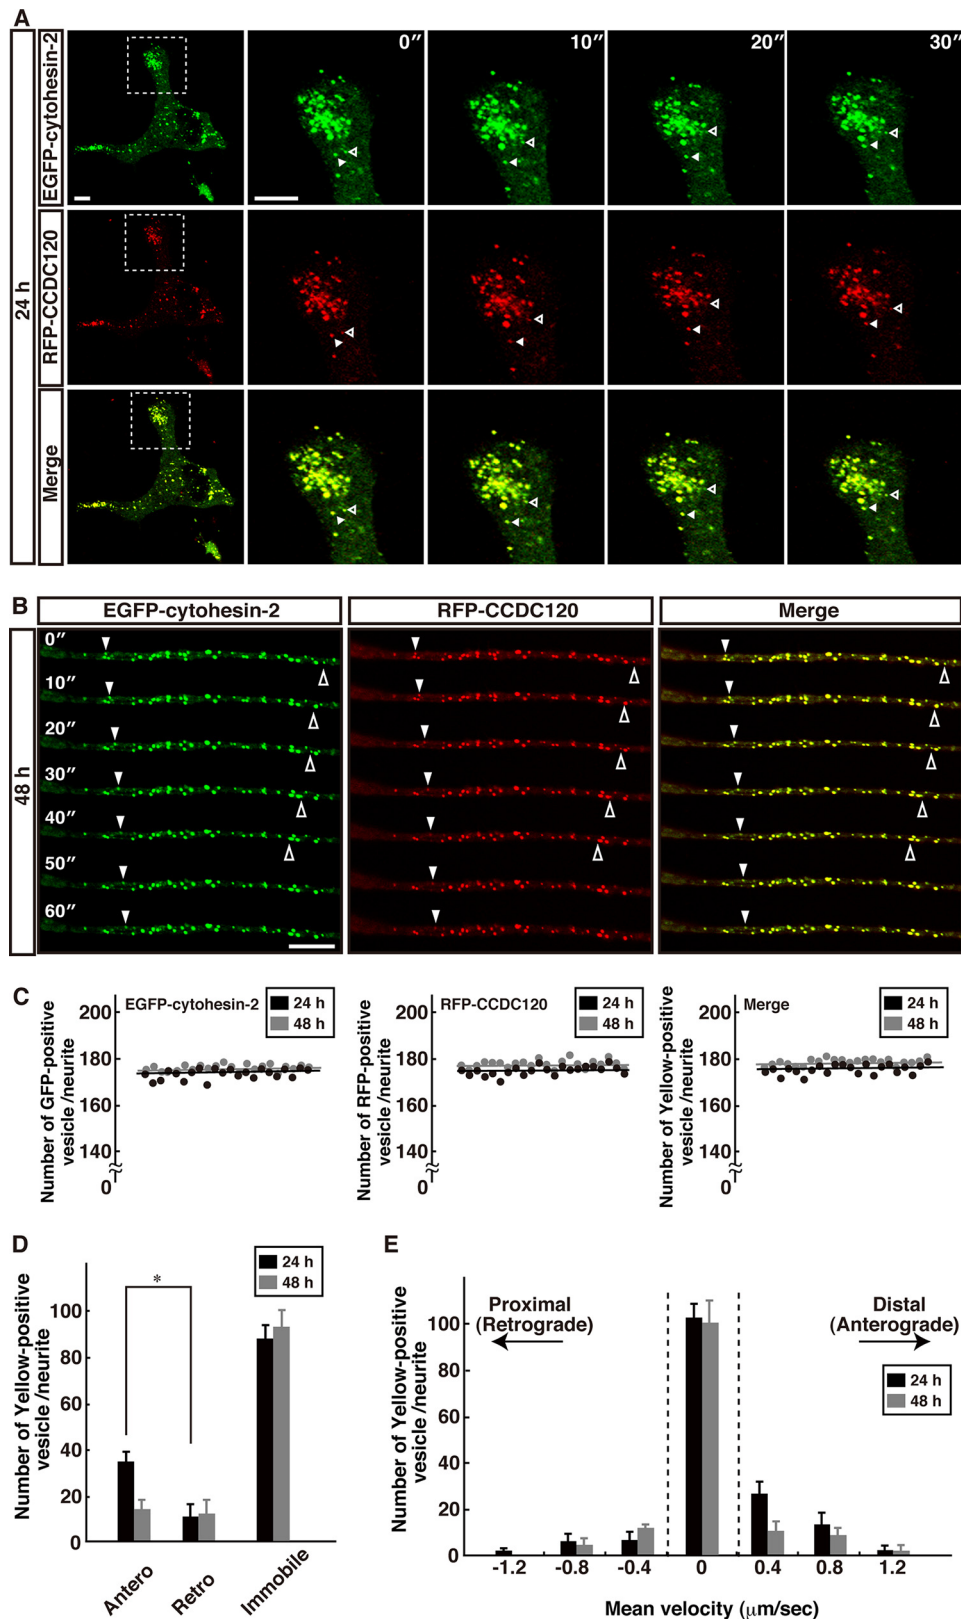 A
24 h
EGFP-cytohesin-2
RFP-CCDC120
Merge
0″
10″
20″
30″
B
EGFP-cytohesin-2
RFP-CCDC120
Merge
48 h
0″
10″
20″
30″
40″
50″
60″
C
Number of GFP-positive
vesicle /neurite
200
180
160
140
0
EGFP-cytohesin-2
24 h
48 h
Number of RFP-positive
vesicle /neurite
200
180
160
140
0
RFP-CCDC120
24 h
48 h
Number of Yellow-positive
vesicle /neurite
200
180
160
140
0
Merge
24 h
48 h
D
Number of Yellow-positive
vesicle /neurite
100
80
60
40
20
0
*
24 h
48 h
Antero
Retro
Immobile
E
Number of Yellow-positive
vesicle /neurite
100
80
60
40
20
0
Proximal
(Retrograde)
Distal
(Anterograde)
24 h
48 h
-1.2
-0.8
-0.4
0
0.4
0.8
1.2
Mean velocity (μm/sec)